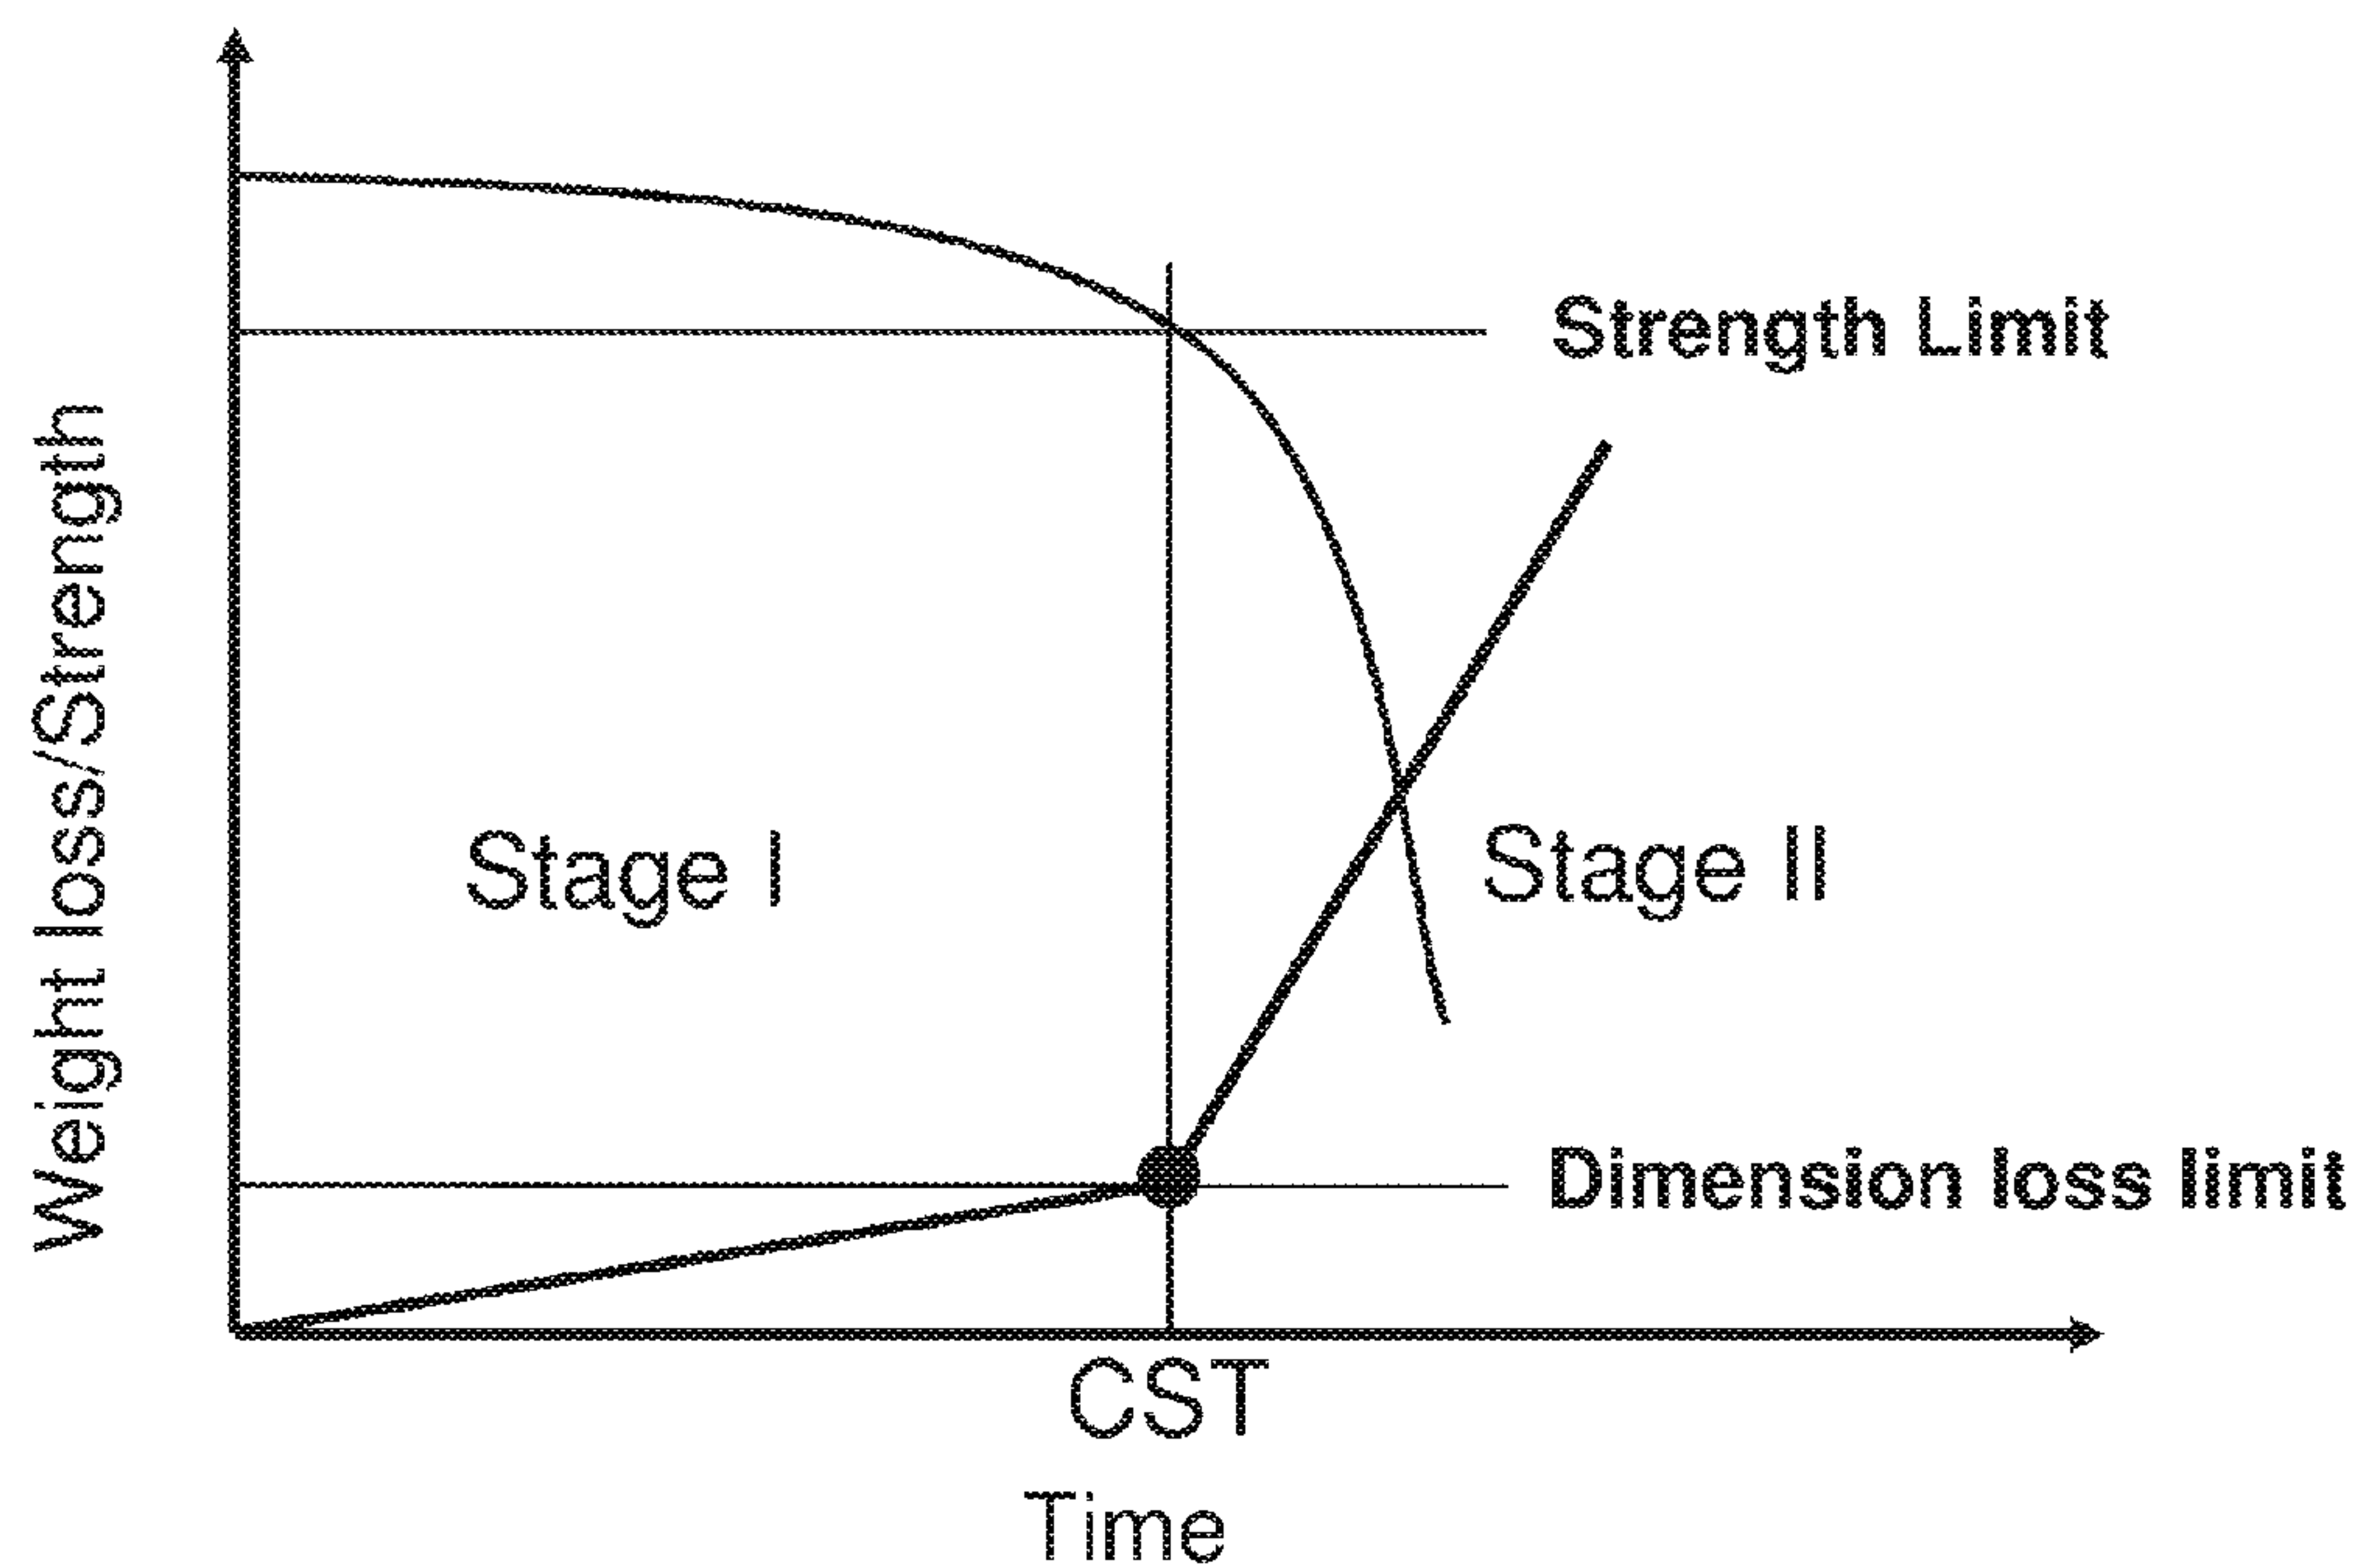 Weight loss/Strength
Strength Limit
Stage I
Stage II
Dimension loss limit
CST
Time